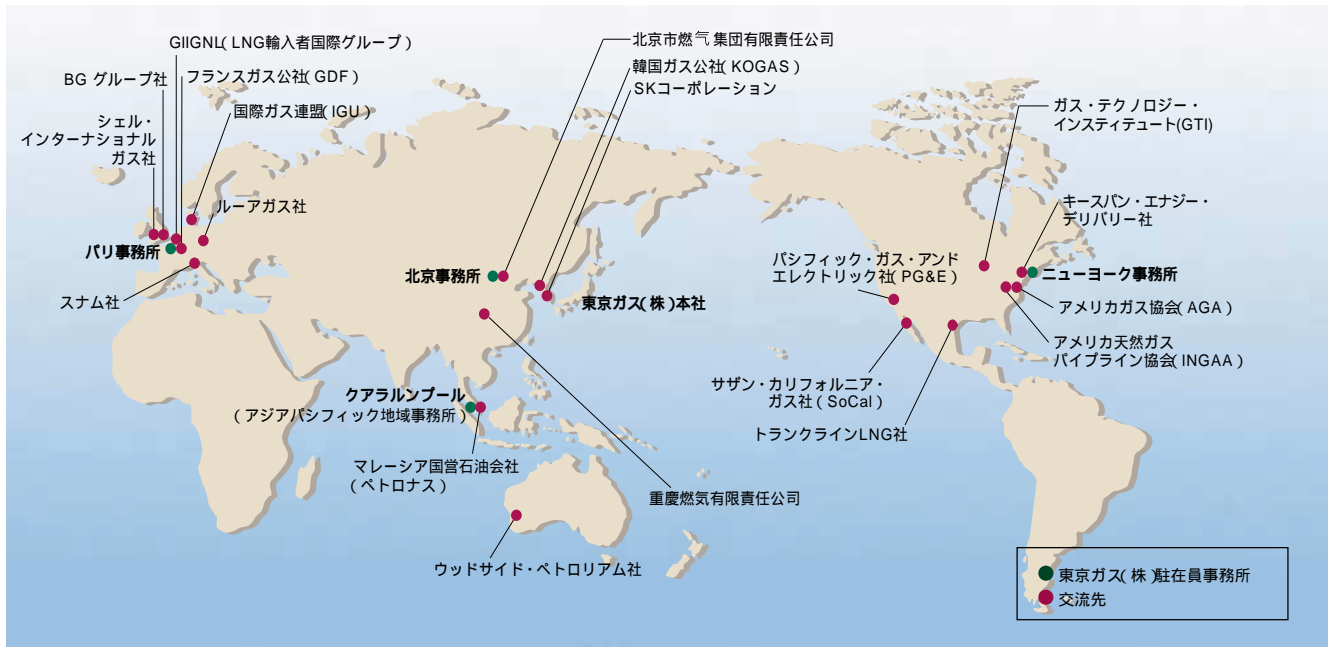 GIIGNL(LNG輸入者国際グループ)
BG グループ社
フランスガス公社(GDF)
国際ガス連盟(IGU)
シェル・
インターナショナル
ガス社
ルーアガス社
パリ事務所
スナム社
北京市燃气集団有限責任公司
韓国ガス公社(KOGAS)
SKコーポレーション
北京事務所
東京ガス(株)本社
クアラルンプール
(アジアパシフィック地域事務所)
マレーシア国営石油会社
(ペトロナス)
重慶燃気有限責任公司
ウッドサイド・ペトロリアム社
ガス・テクノロジー・
インスティテュート(GTI)
キースパン・エナジー・
デリバリー社
パシフィック・ガス・アンド
エレクトリック社(PG&E)
ニューヨーク事務所
アメリカガス協会(AGA)
アメリカ天然ガス
パイプライン協会(INGAA)
サザン・カリフォルニア・
ガス社(SoCal)
トランクラインLNG社
東京ガス(株)駐在員事務所
交流先